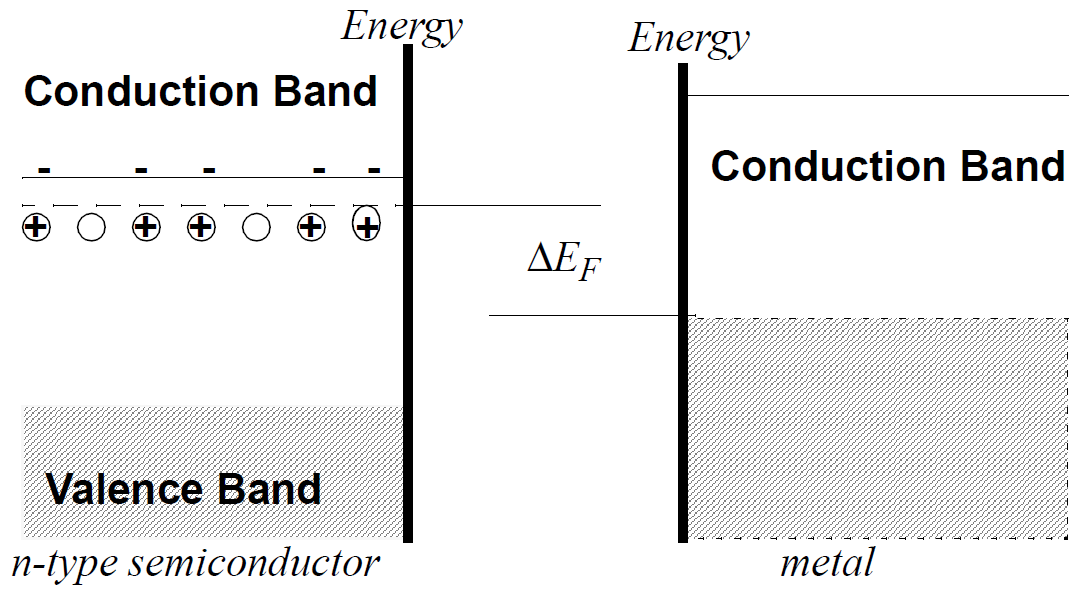 Energy
Energy
Conduction Band
Conduction Band
- - - - -
+ + + + +
ΔE_F
Valence Band
n-type semiconductor
metal